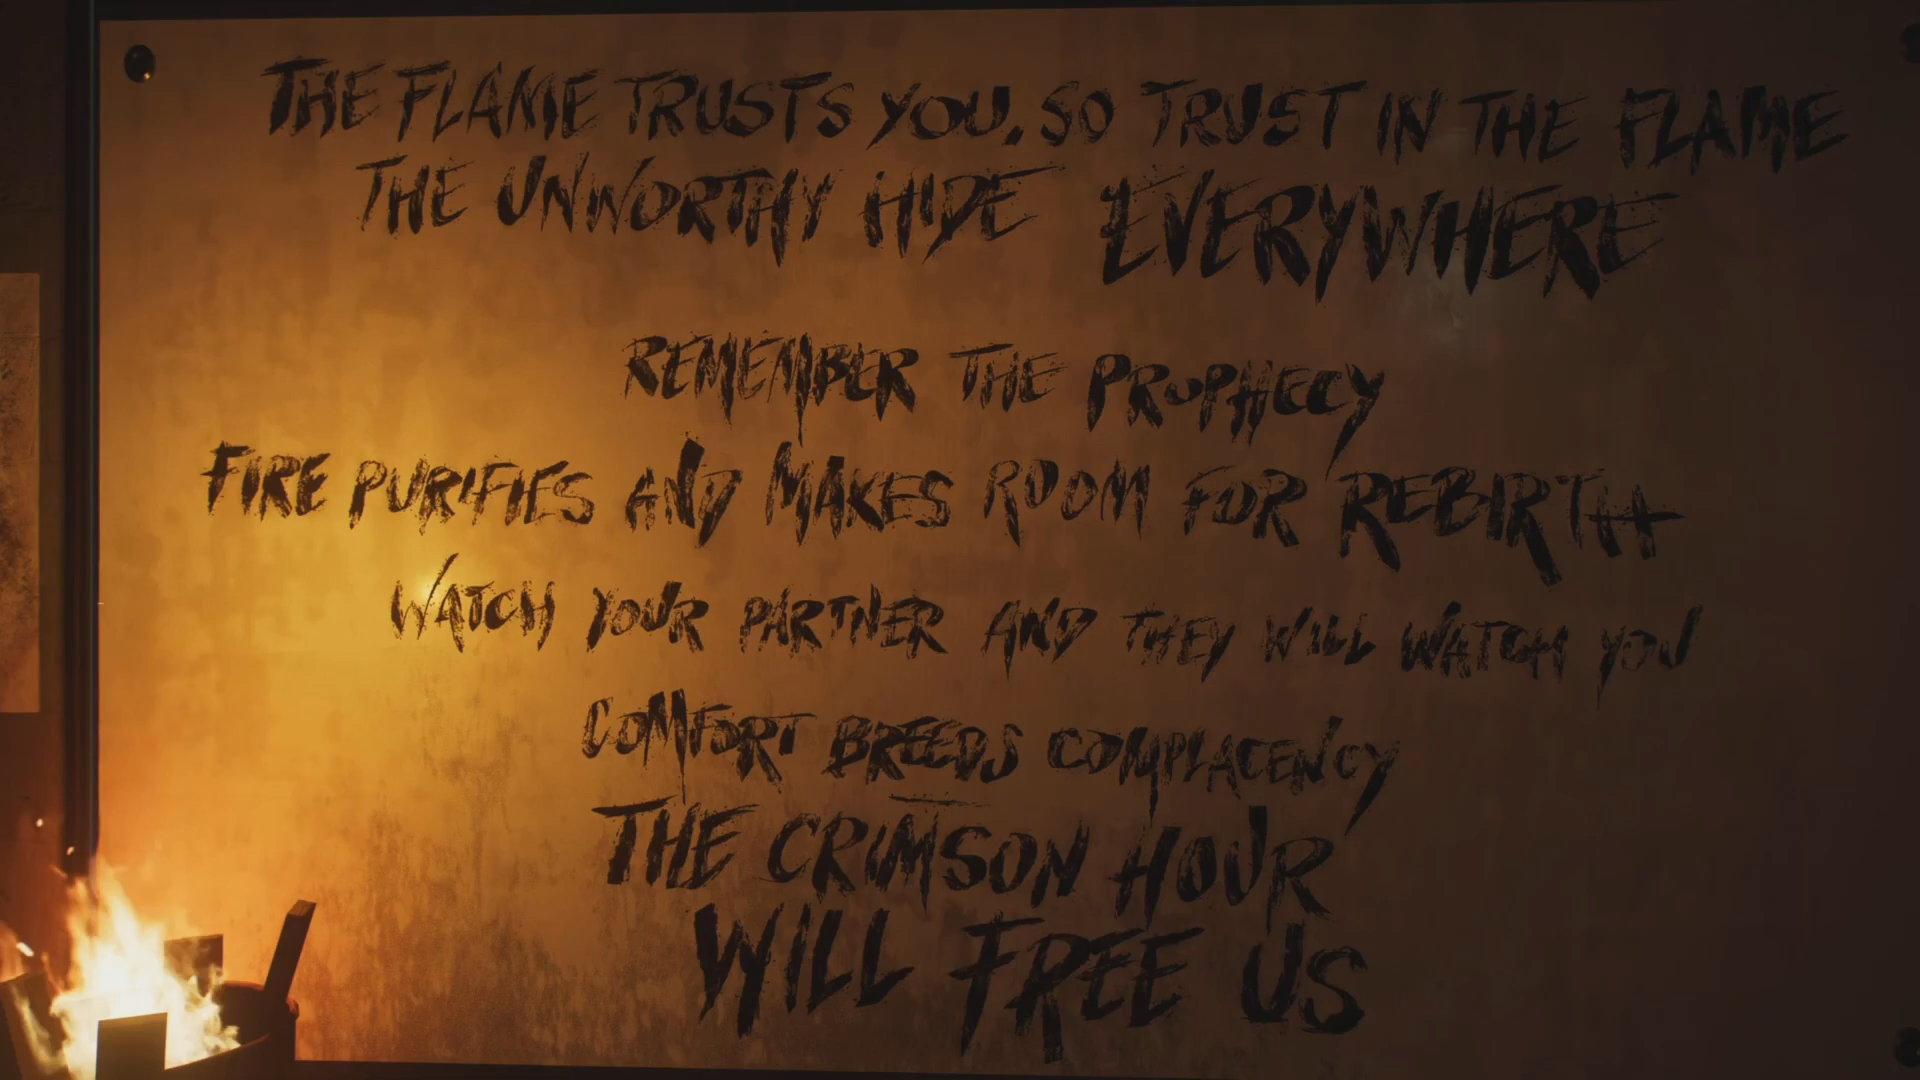 THE FLAME TRUSTS YOU, SO TRUST IN THE FLAME
THE UNWORTHY HIDE EVERYWHERE
REMEMBER THE PROPHECY
FIRE PURIFIES AND MAKES ROOM FOR REBIRTH
WATCH YOUR PARTNER AND THEY WILL WATCH YOU
COMFORT BREEDS COMPLACENCY
THE CRIMSON HOUR
WILL FREE US